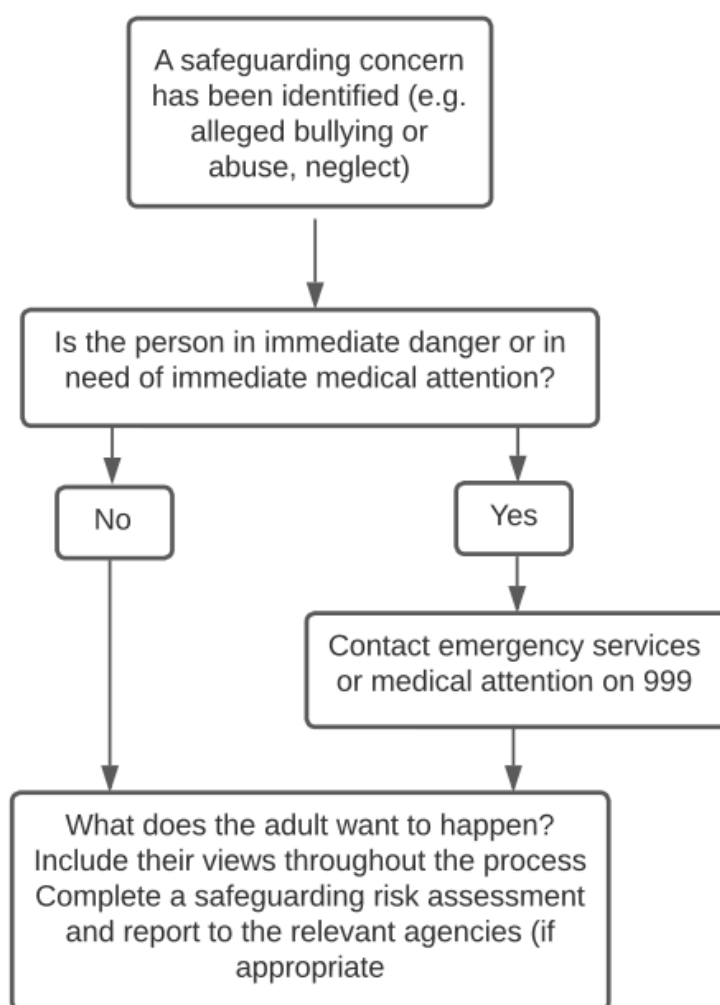 A safeguarding concern
has been identified (e.g.
alleged bullying or
abuse, neglect)
Is the person in immediate danger or in
need of immediate medical attention?
No
Yes
Contact emergency services
or medical attention on 999
What does the adult want to happen?
Include their views throughout the process
Complete a safeguarding risk assessment
and report to the relevant agencies (if
appropriate